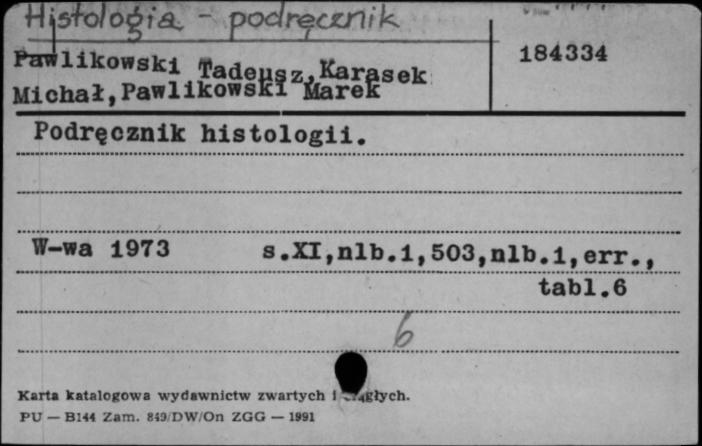 Histologia - podręcznik
184334
Pawlikowski Tadeusz, Karasek
Michał, Pawlikowski Marek
Podręcznik histologii.
W-wa 1973 s.XI,nlb.1,503,nlb.1,err.,
tabl.6
6
Karta katalogowa wydawnictw zwartych i ciągłych.
PU — B144 Zam. 849/DW/On ZGG — 1991